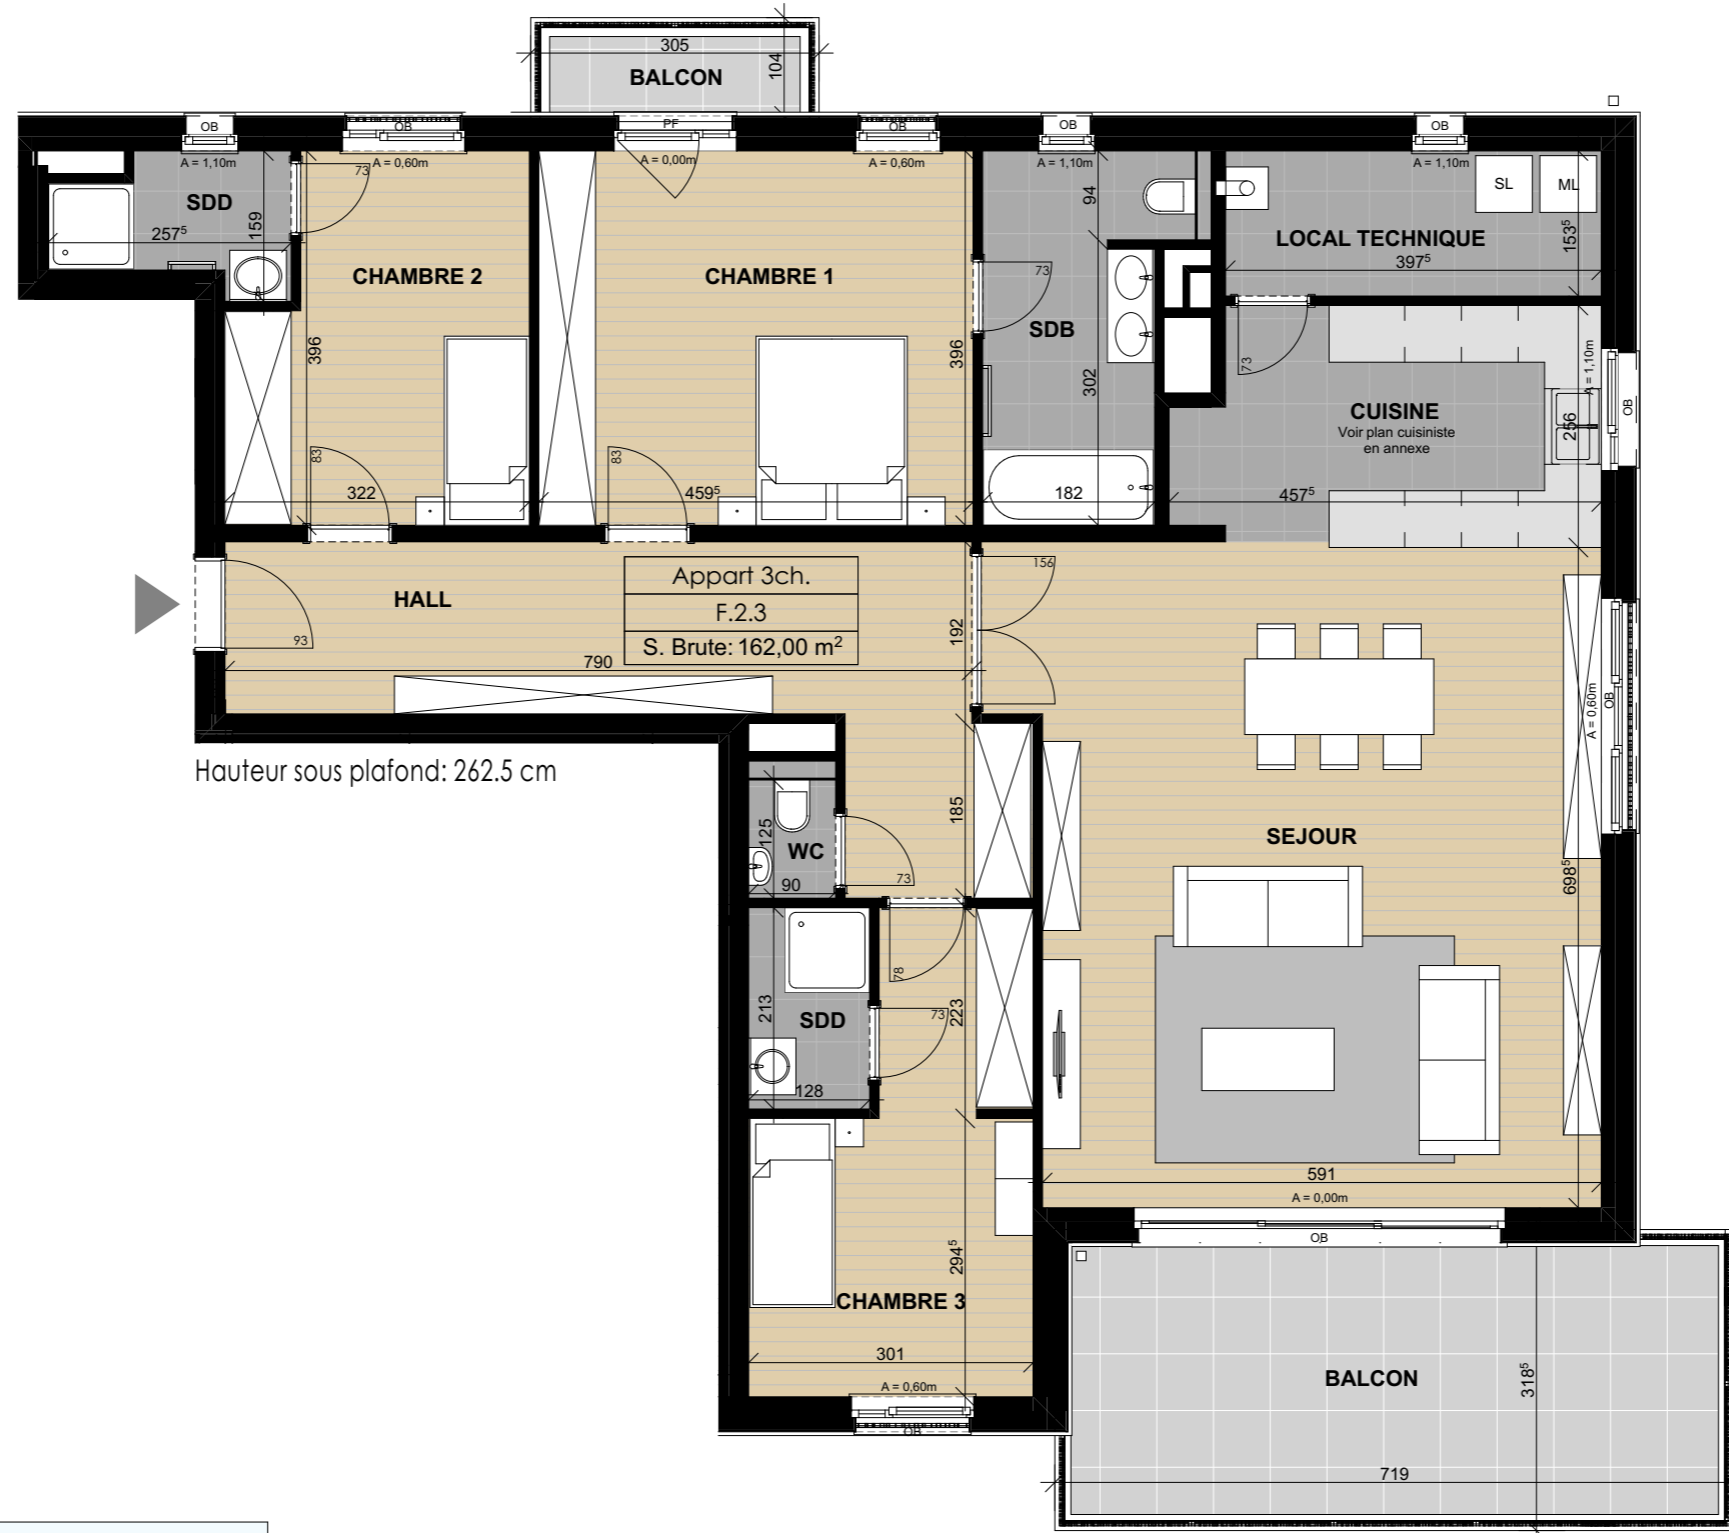 305
104
BALCON
OB
OB
PF
OB
OB
OB
A = 1,10m
A = 0,60m
A = 0,00m
A = 0,60m
A = 1,10m
A = 1,10m
73
SDD
159
257⁵
94
SL
ML
LOCAL TECHNIQUE
153⁵
397⁵
CHAMBRE 2
CHAMBRE 1
73
SDB
396
396
302
73
A = 1,10m
OB
CUISINE
Voir plan cuisiniste
en annexe
256
83
83
322
459⁵
182
457⁵
156
Appart 3ch.
F.2.3
S. Brute: 162,00 m²
HALL
93
192
790
A = 0,60m
OB
Hauteur sous plafond: 262.5 cm
185
125
WC
90
73
SEJOUR
698⁵
78
213
SDD
73
223
128
591
A = 0,00m
OB
294⁵
CHAMBRE 3
301
A = 0,60m
OB
BALCON
318⁵
719